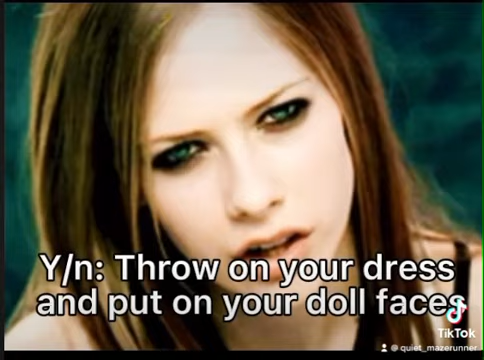 Y/n: Throw on your dress
and put on your doll faces
TikTok
@ quiet_mazerunner